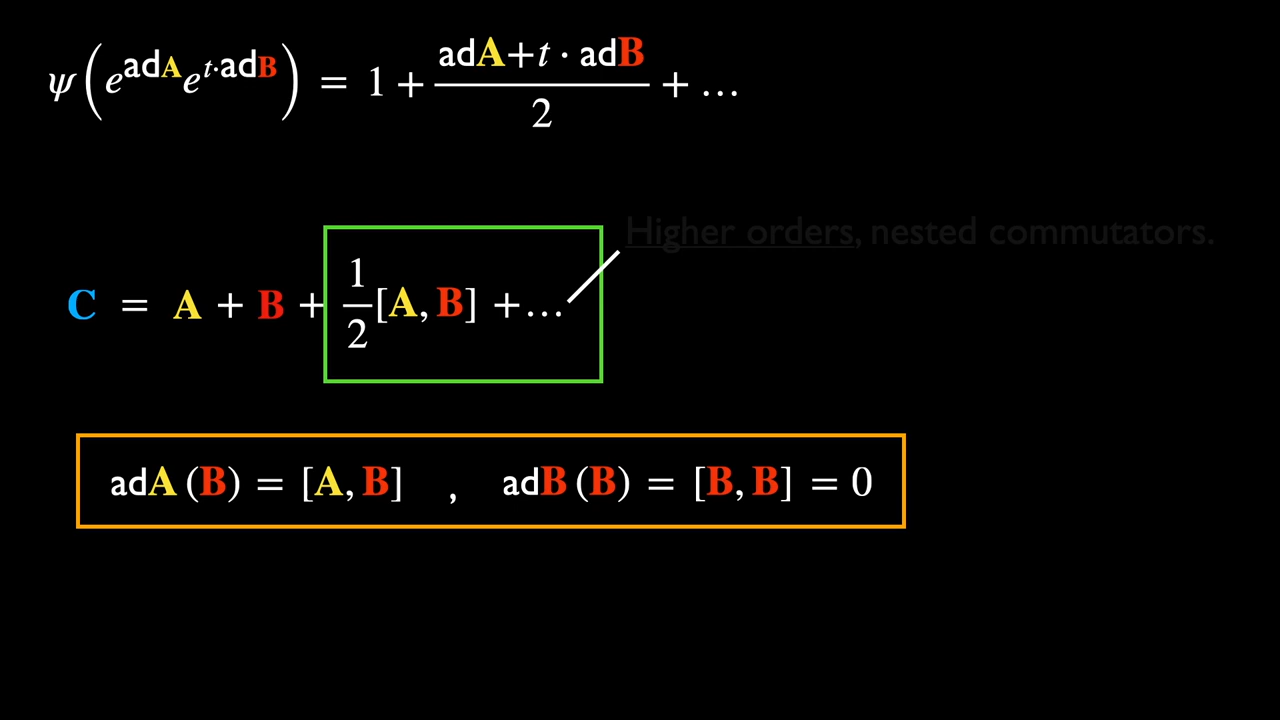 ψ(e^{adA}e^{t·adB}) = 1 + (adA+t · adB)/2 + …
Higher orders, nested commutators.
C = A + B + 1/2[A, B] +…
adA (B) = [A, B] , adB (B) = [B, B] = 0